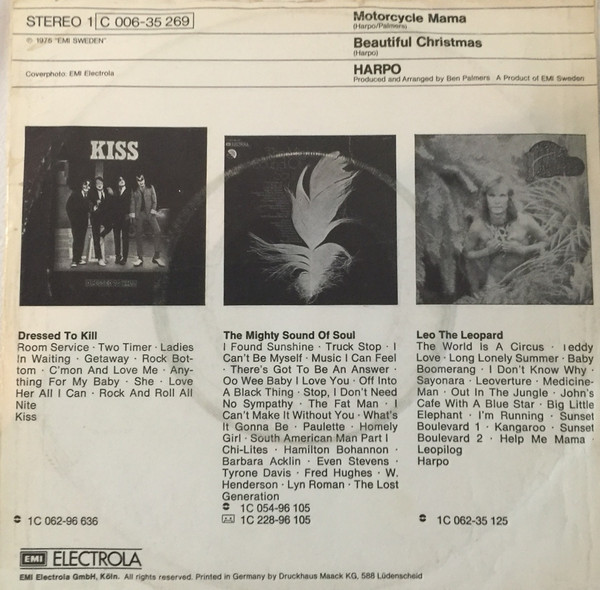 STEREO 1 C 006-35 269
Motorcycle Mama
(Harpo/Palmers)
℗ 1976 "EMI SWEDEN"
Beautiful Christmas
(Harpo)
Coverphoto: EMI Electrola
HARPO
Produced and Arranged by Ben Palmers A Product of EMI Sweden
KISS
Dressed To Kill
Room Service · Two Timer · Ladies
In Waiting · Getaway · Rock Bot-
tom · C'mon And Love Me · Any-
thing For My Baby · She · Love
Her All I Can · Rock And Roll All
Nite
Kiss
1C 062-96 636
The Mighty Sound Of Soul
I Found Sunshine · Truck Stop · I
Can't Be Myself · Music I Can Feel
· There's Got To Be An Answer ·
Oo Wee Baby I Love You · Off Into
A Black Thing · Stop, I Don't Need
No Sympathy · The Fat Man · I
Can't Make It Without You · What's
It Gonna Be · Paulette · Homely
Girl · South American Man Part I
Chi-Lites · Hamilton Bohannon ·
Barbara Acklin · Even Stevens ·
Tyrone Davis · Fred Hughes · W.
Henderson · Lyn Roman · The Lost
Generation
1C 054-96 105
1C 228-96 105
Leo The Leopard
The World Is A Circus · Teddy
Love · Long Lonely Summer · Baby
Boomerang · I Don't Know Why ·
Sayonara · Leoverture · Medicine-
Man · Out In The Jungle · John's
Cafe With A Blue Star · Big Little
Elephant · I'm Running · Sunset
Boulevard 1 · Kangaroo · Sunset
Boulevard 2 · Help Me Mama ·
Leopilog
Harpo
1C 062-35 125
EMI ELECTROLA
EMI Electrola GmbH, Köln. All rights reserved. Printed in Germany by Druckhaus Maack KG, 588 Lüdenscheid